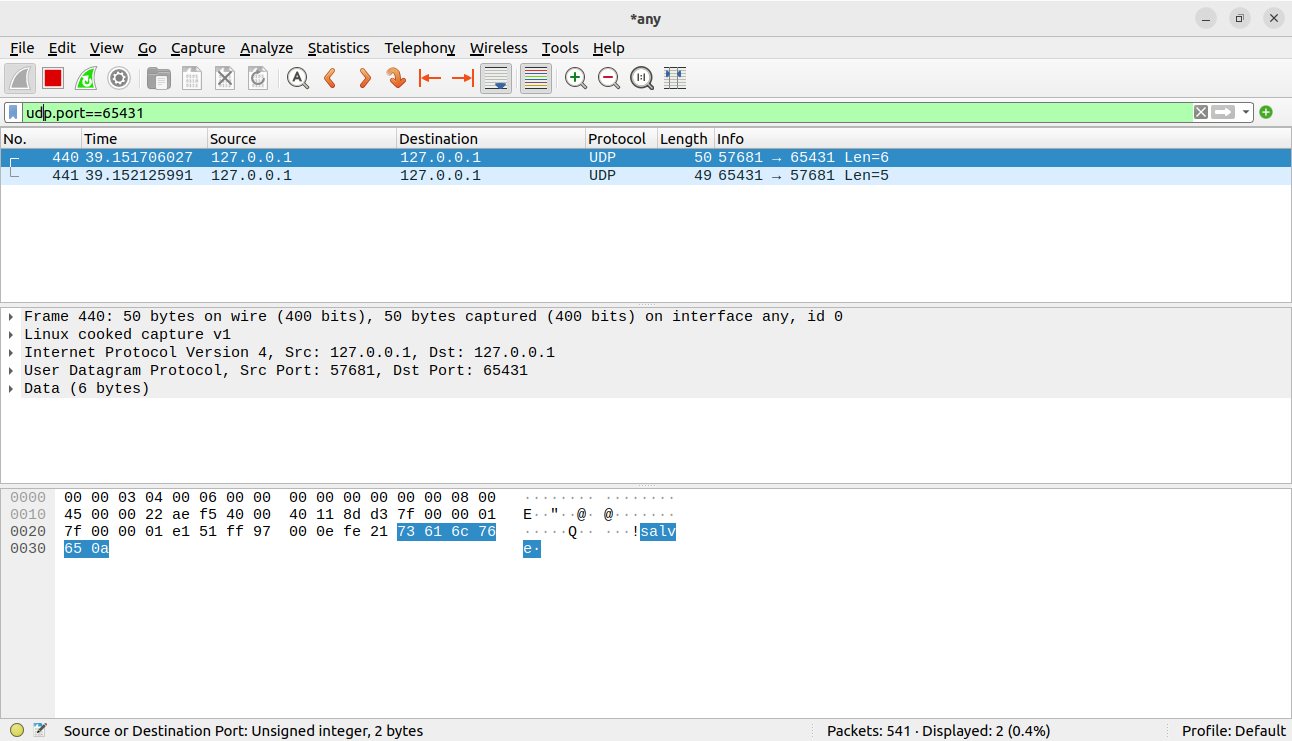 *any
File Edit View Go Capture Analyze Statistics Telephony Wireless Tools Help
udp.port==65431
No. Time Source Destination Protocol Length Info
440 39.151706027 127.0.0.1 127.0.0.1 UDP 50 57681 → 65431 Len=6
441 39.152125991 127.0.0.1 127.0.0.1 UDP 49 65431 → 57681 Len=5
Frame 440: 50 bytes on wire (400 bits), 50 bytes captured (400 bits) on interface any, id 0
Linux cooked capture v1
Internet Protocol Version 4, Src: 127.0.0.1, Dst: 127.0.0.1
User Datagram Protocol, Src Port: 57681, Dst Port: 65431
Data (6 bytes)
0000 00 00 03 04 00 06 00 00 00 00 00 00 00 00 08 00 ········ ········
0010 45 00 00 22 ae f5 40 00 40 11 8d d3 7f 00 00 01 E··"··@· @·······
0020 7f 00 00 01 e1 51 ff 97 00 0e fe 21 73 61 6c 76 ·····Q·· ···!salv
0030 65 0a e·
Source or Destination Port: Unsigned integer, 2 bytes Packets: 541 · Displayed: 2 (0.4%) Profile: Default